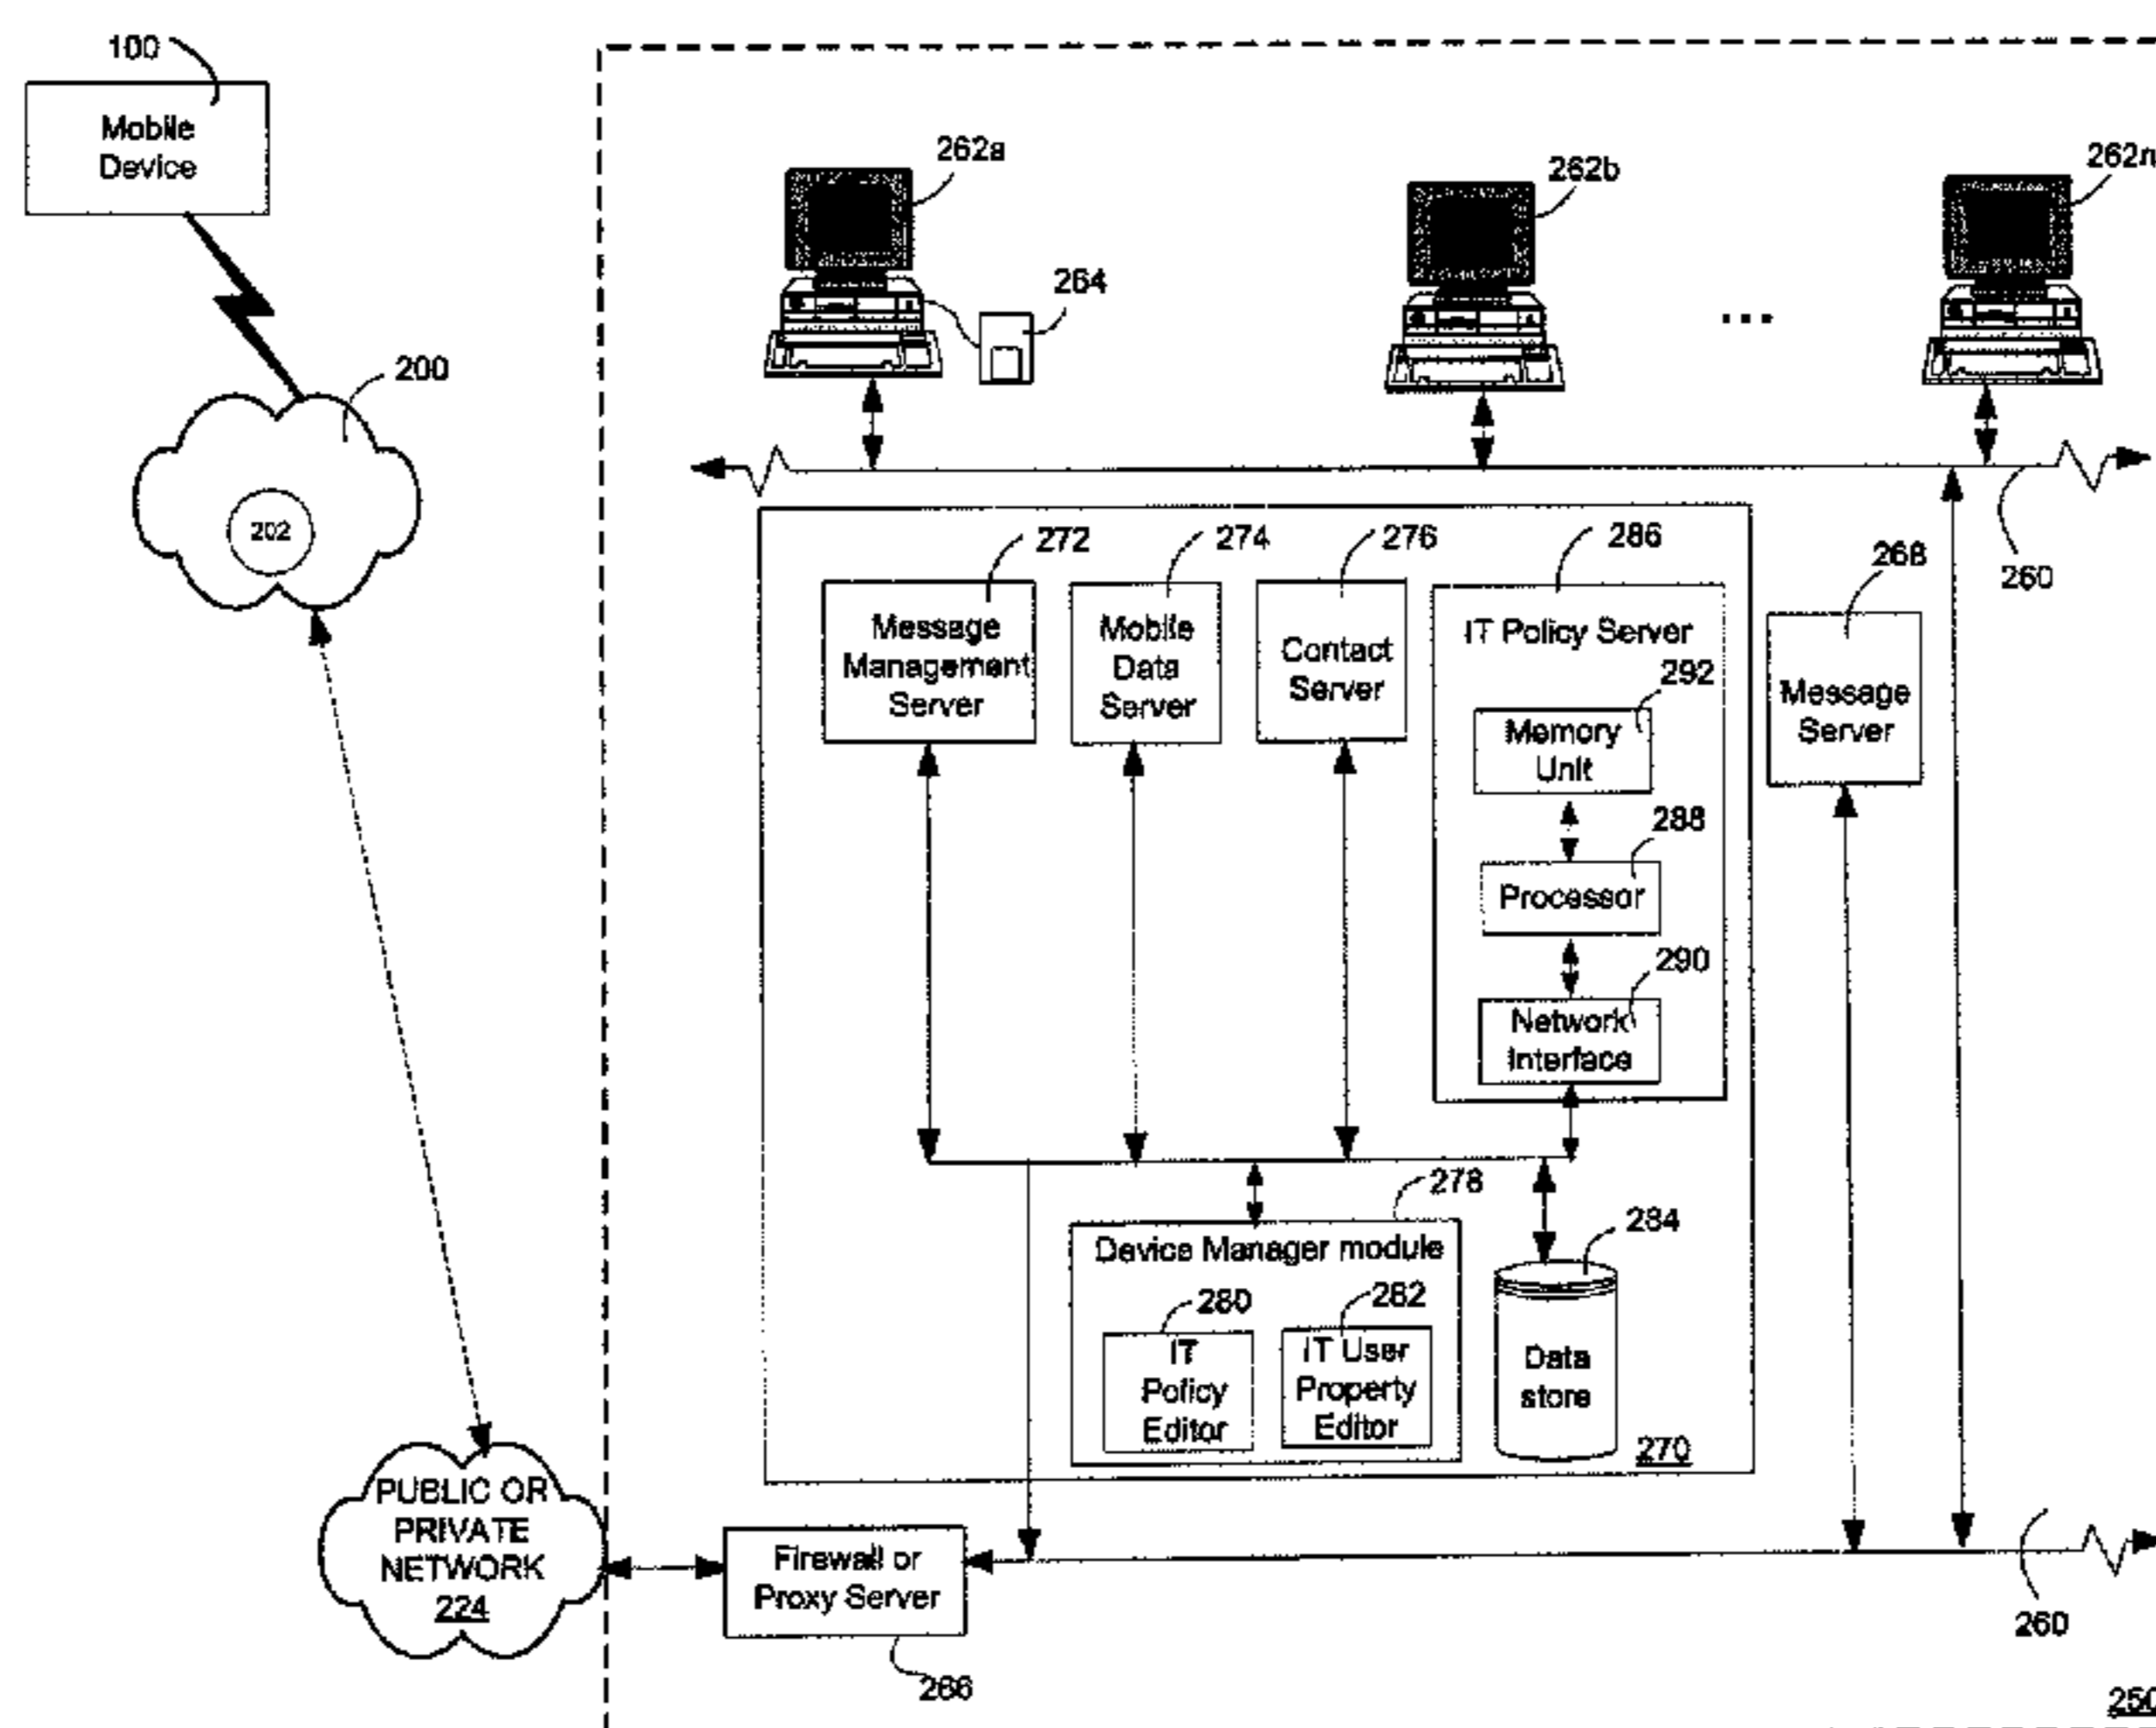 100
Mobile
Device
262a
262b
262n
264
...
200
202
260
272
274
276
286
268
Message
Management
Server
Mobile
Data
Server
Contact
Server
IT Policy Server
292
Memory
Unit
288
Processor
290
Network
Interface
Message
Server
278
Device Manager module
280
IT
Policy
Editor
282
IT User
Property
Editor
284
Data
store
270
PUBLIC OR
PRIVATE
NETWORK
224
Firewall or
Proxy Server
266
260
250